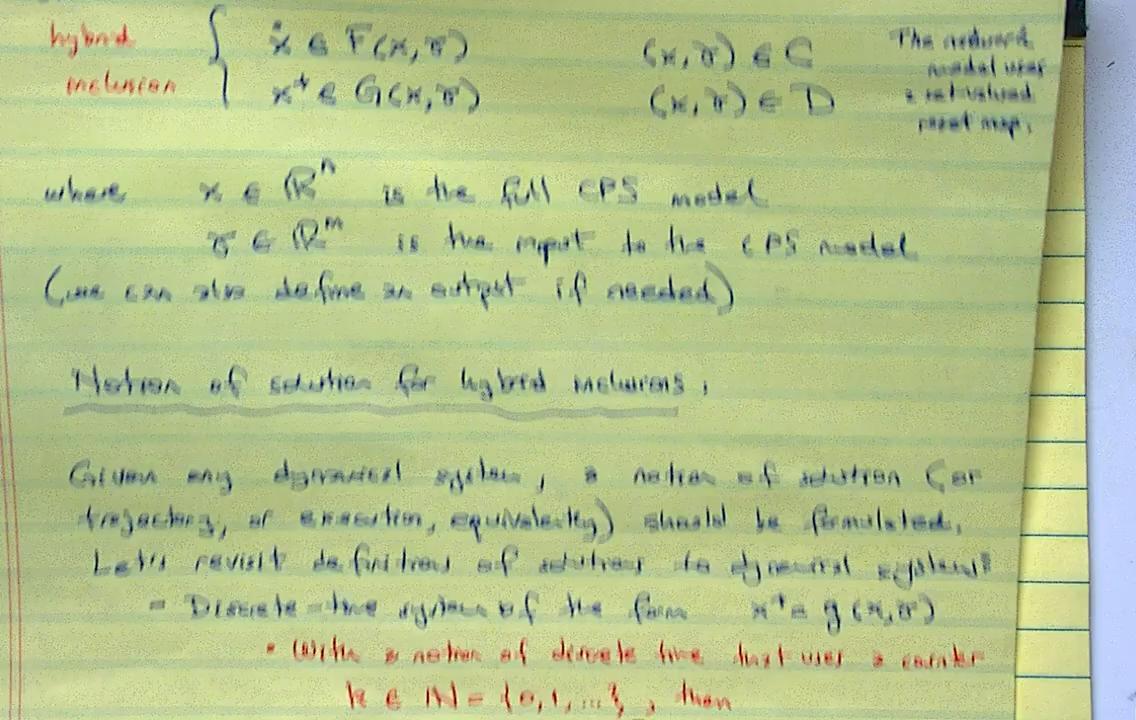 hybrid { ẋ ∈ F(x, v) (x, v) ∈ C
inclusion x⁺ ∈ G(x, v) (x, v) ∈ D
The reduced
model uses
a set-valued
reset map.
where x ∈ ℝⁿ is the full CPS model
v ∈ ℝᵐ is the input to the CPS model
(we can also define an output if needed)
Notion of solution for hybrid inclusions:
Given any dynamical system, a notion of solution (or
trajectory, or execution, equivalently) should be formulated.
Let's revisit definitions of solutions to dynamical systems:
- Discrete-time system of the form x⁺ = g(x, v)
• With a notion of discrete time that uses a counter
k ∈ ℕ = {0, 1, ...}, then